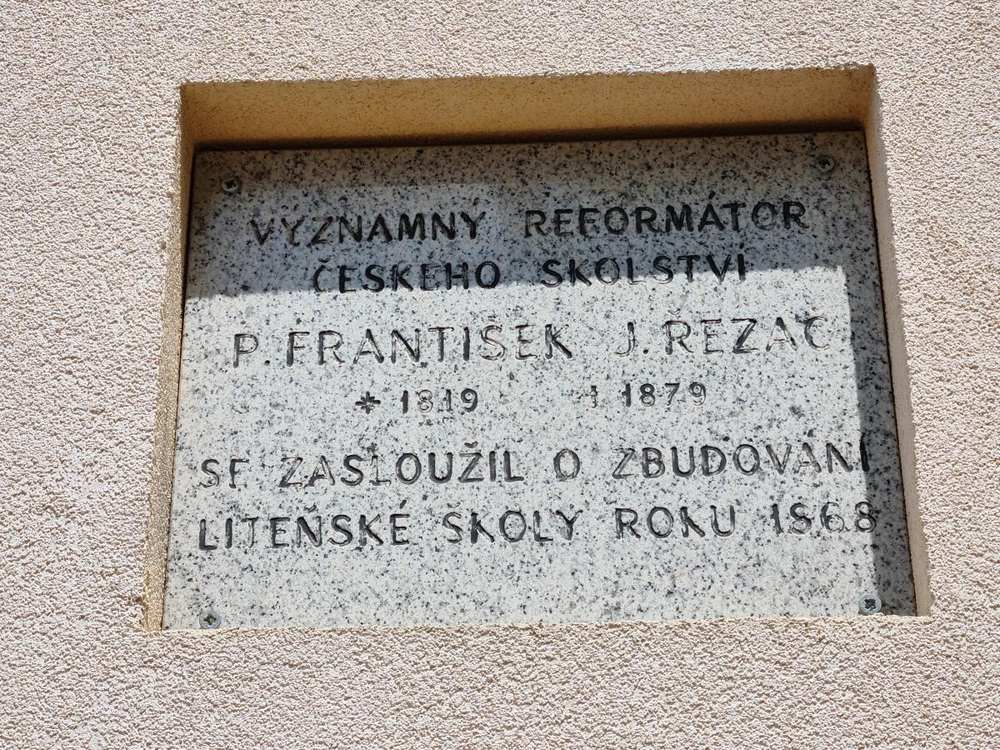 VÝZNAMNÝ REFORMÁTOR
ČESKÉHO ŠKOLSTVÍ
P. FRANTIŠEK J. ŘEZÁČ
* 1819 † 1879
SE ZASLOUŽIL O ZBUDOVÁNÍ
LITEŇSKÉ ŠKOLY ROKU 1868